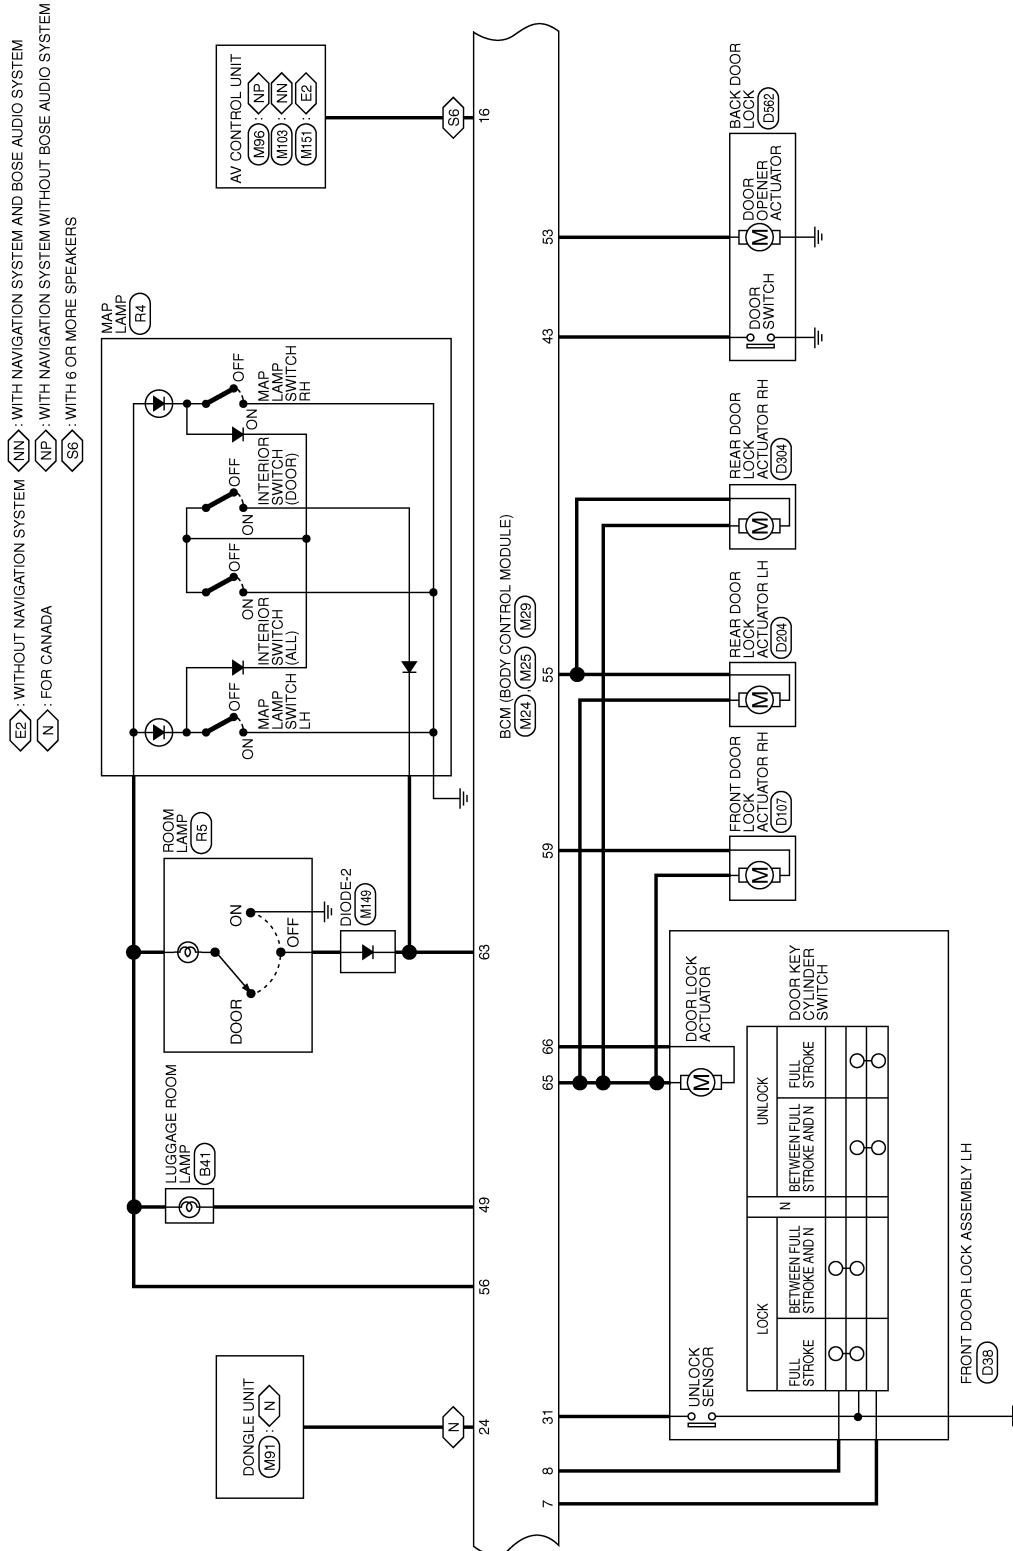 E2 : WITHOUT NAVIGATION SYSTEM
NN : WITH NAVIGATION SYSTEM AND BOSE AUDIO SYSTEM
N : FOR CANADA
NP : WITH NAVIGATION SYSTEM WITHOUT BOSE AUDIO SYSTEM
S6 : WITH 6 OR MORE SPEAKERS
DONGLE UNIT
M91 : N
N
24
56
LUGGAGE ROOM
LAMP
B41
49
ROOM
LAMP
R5
DOOR
ON
OFF
DIODE-2
M149
63
MAP
LAMP
R4
ON
OFF
MAP
LAMP
SWITCH
LH
ON
OFF
INTERIOR
SWITCH
(ALL)
ON
OFF
INTERIOR
SWITCH
(DOOR)
ON
OFF
MAP
LAMP
SWITCH
RH
AV CONTROL UNIT
M96 : NP
M103 : NN
M151 : E2
S6
16
BCM (BODY CONTROL MODULE)
M24 , M25 M29
7
8
31
65
66
59
55
43
53
UNLOCK
SENSOR
LOCK
N
UNLOCK
FULL
STROKE
BETWEEN FULL
STROKE AND N
BETWEEN FULL
STROKE AND N
FULL
STROKE
DOOR KEY
CYLINDER
SWITCH
DOOR LOCK
ACTUATOR
M
FRONT DOOR LOCK ASSEMBLY LH
D38
FRONT DOOR
LOCK
ACTUATOR RH
D107
M
REAR DOOR
LOCK
ACTUATOR LH
D204
M
REAR DOOR
LOCK
ACTUATOR RH
D304
M
BACK DOOR
LOCK
D562
DOOR
SWITCH
DOOR
OPENER
ACTUATOR
M